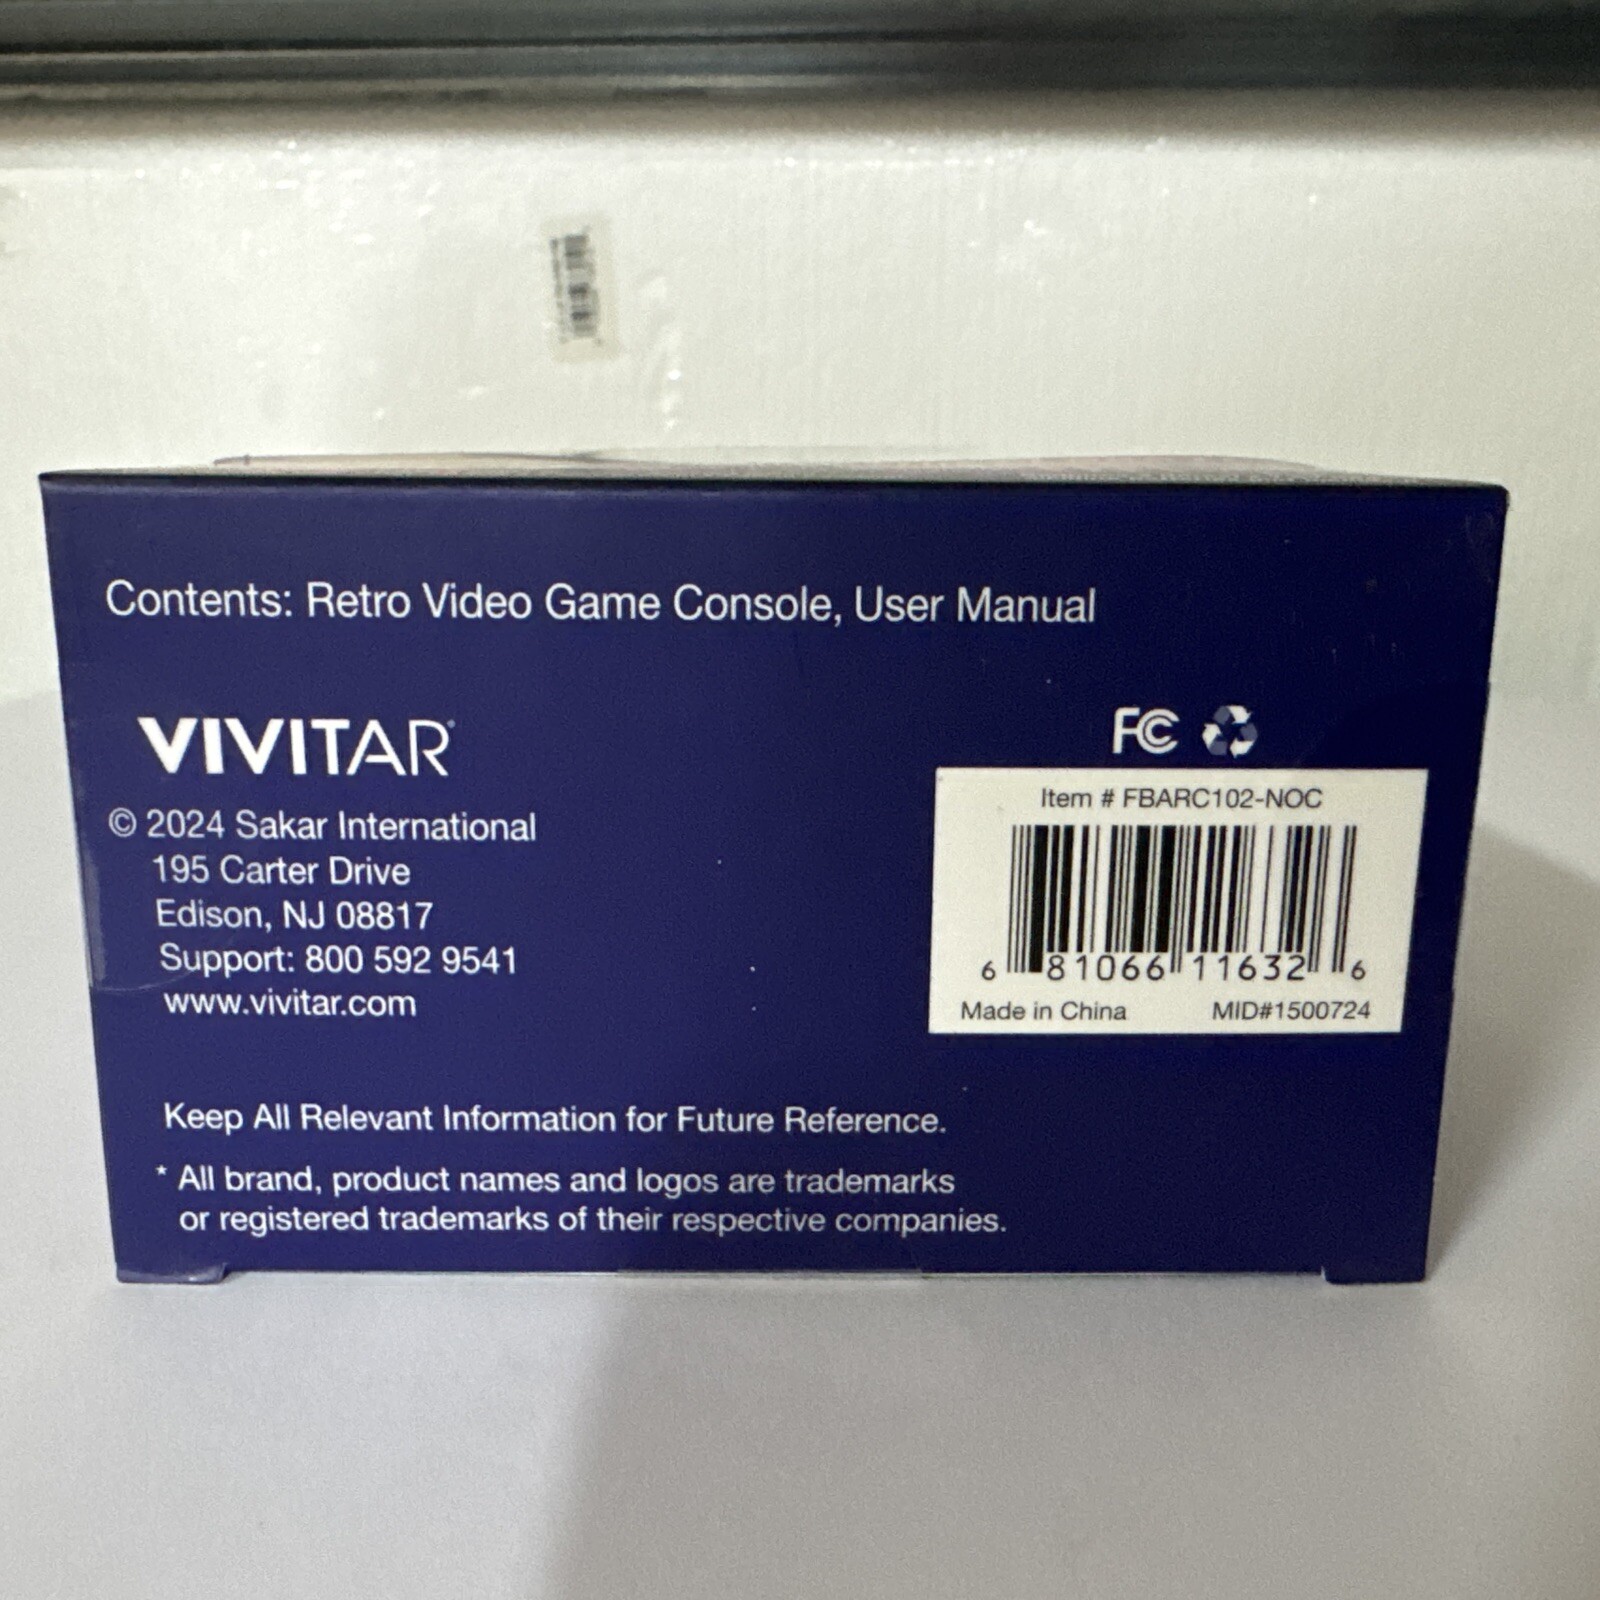 Contents: Retro Video Game Console, User Manual
VIVITAR
© 2024 Sakar International
195 Carter Drive
Edison, NJ 08817
Support: 800 592 9541
www.vivitar.com
FC
Item # FBARC102-NOC
6 81066 11632 6
Made in China MID#1500724
Keep All Relevant Information for Future Reference.
* All brand, product names and logos are trademarks
or registered trademarks of their respective companies.